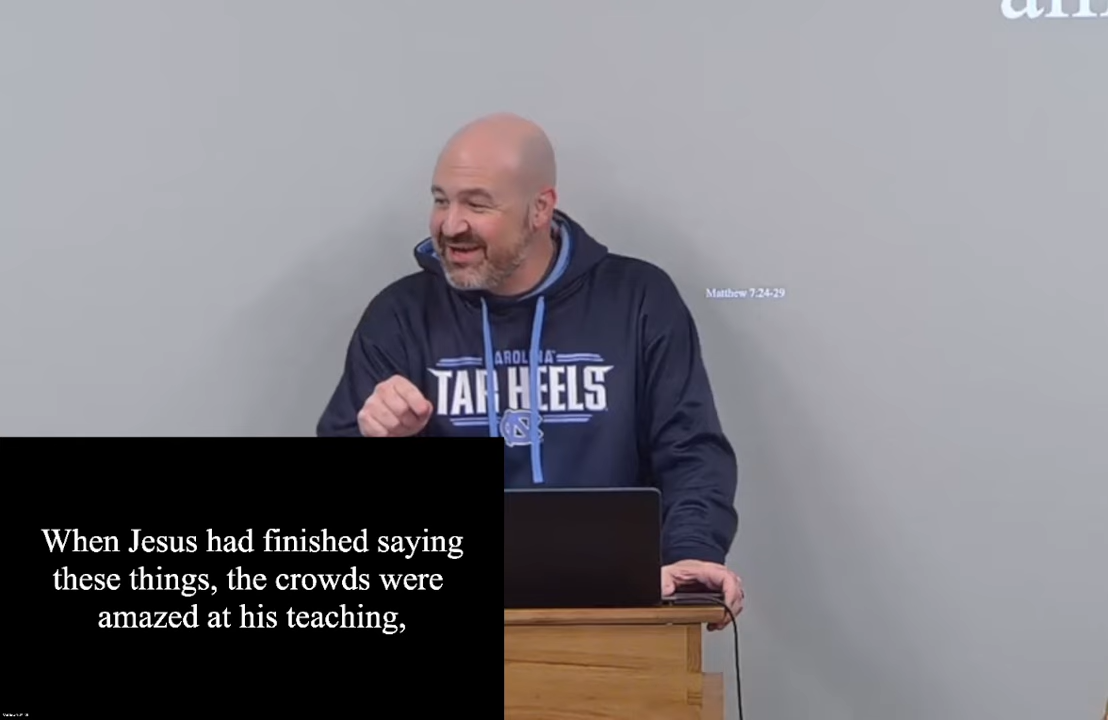 Matthew 7:24-29
CAROLINA
TAR HEELS
NC
When Jesus had finished saying
these things, the crowds were
amazed at his teaching,